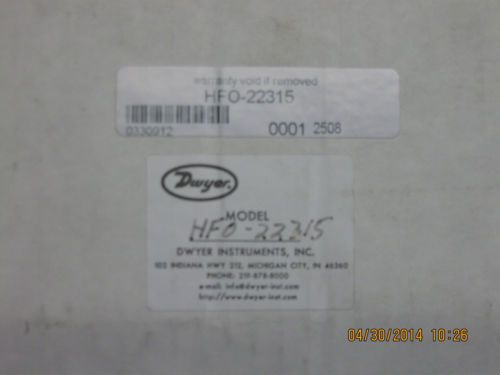 warranty void if removed
HFO-22315
0330912
0001 2508
Dwyer.
MODEL
HFO-22315
DWYER INSTRUMENTS, INC.
102 INDIANA HWY 212, MICHIGAN CITY, IN 46360
PHONE: 219-878-8000
e-mail: info@dwyer-inst.com
http://www.dwyer-inst.com
04/30/2014 10:26